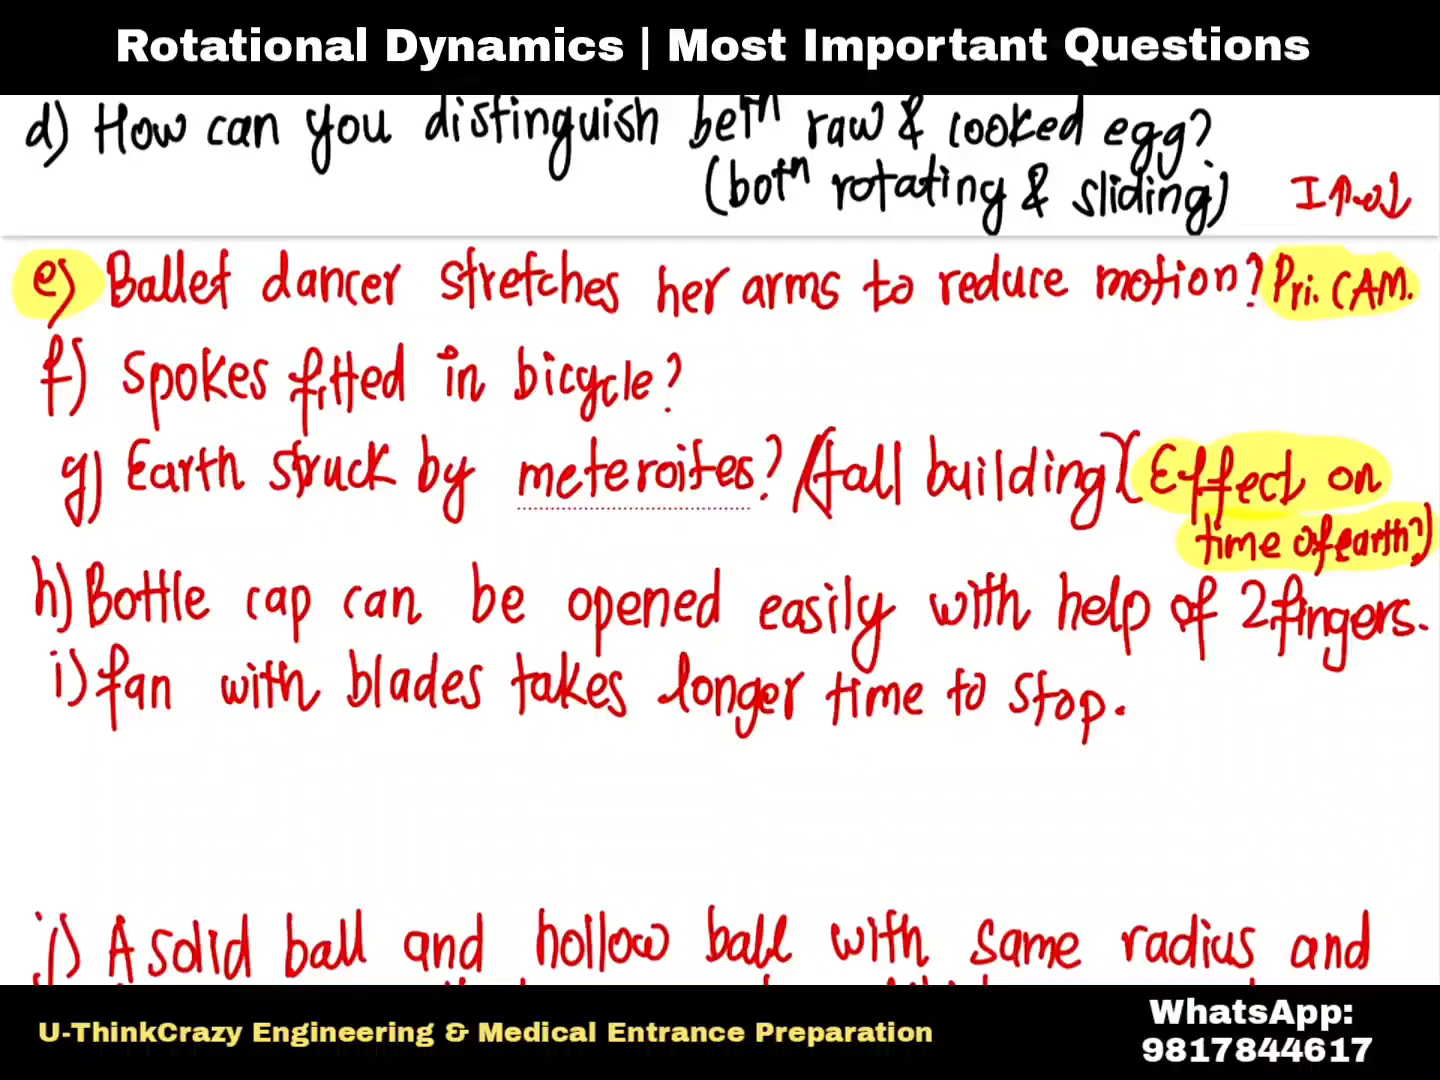 Rotational Dynamics | Most Important Questions
d) How can you distinguish betn raw & cooked egg?
(both rotating & sliding) I↑ω↓
e) Ballet dancer stretches her arms to reduce motion? Pri. CAM.
f) Spokes fitted in bicycle?
g) Earth struck by meteroites? (tall building) (Effect on
time of earth?)
h) Bottle cap can be opened easily with help of 2 fingers.
i) fan with blades takes longer time to stop.
j) A solid ball and hollow ball with same radius and
U-ThinkCrazy Engineering & Medical Entrance Preparation
WhatsApp:
9817844617